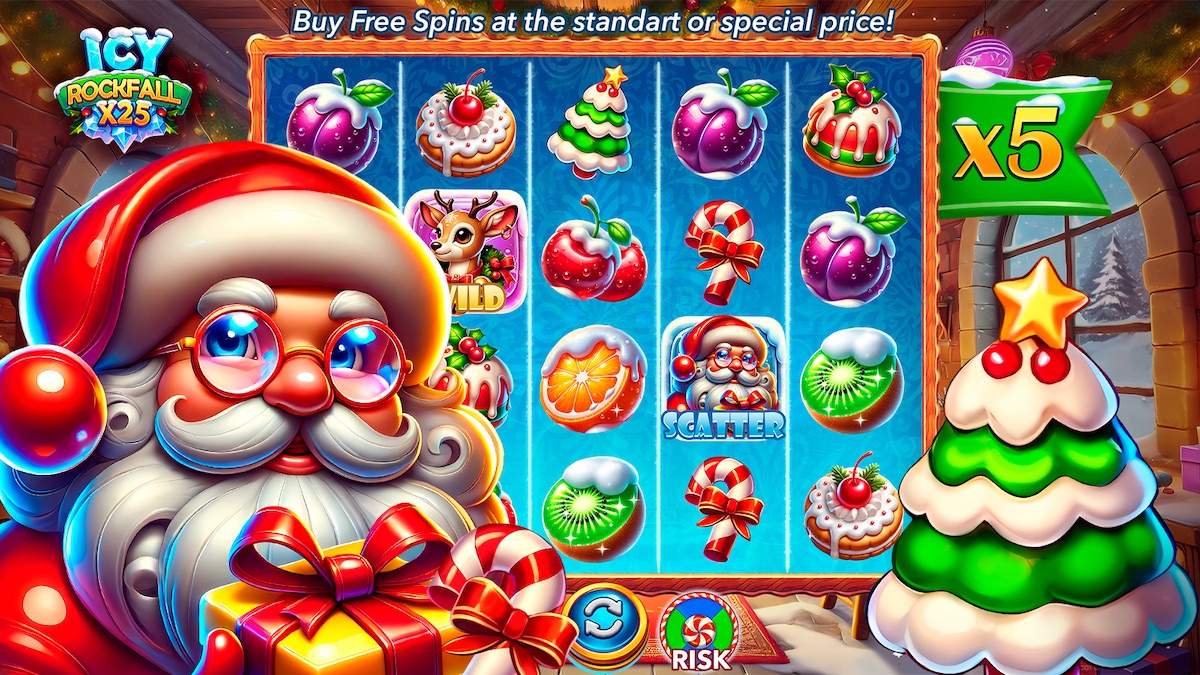 Buy Free Spins at the standart or special price!
ICY
ROCKFALL
X25
x5
WILD
SCATTER
RISK